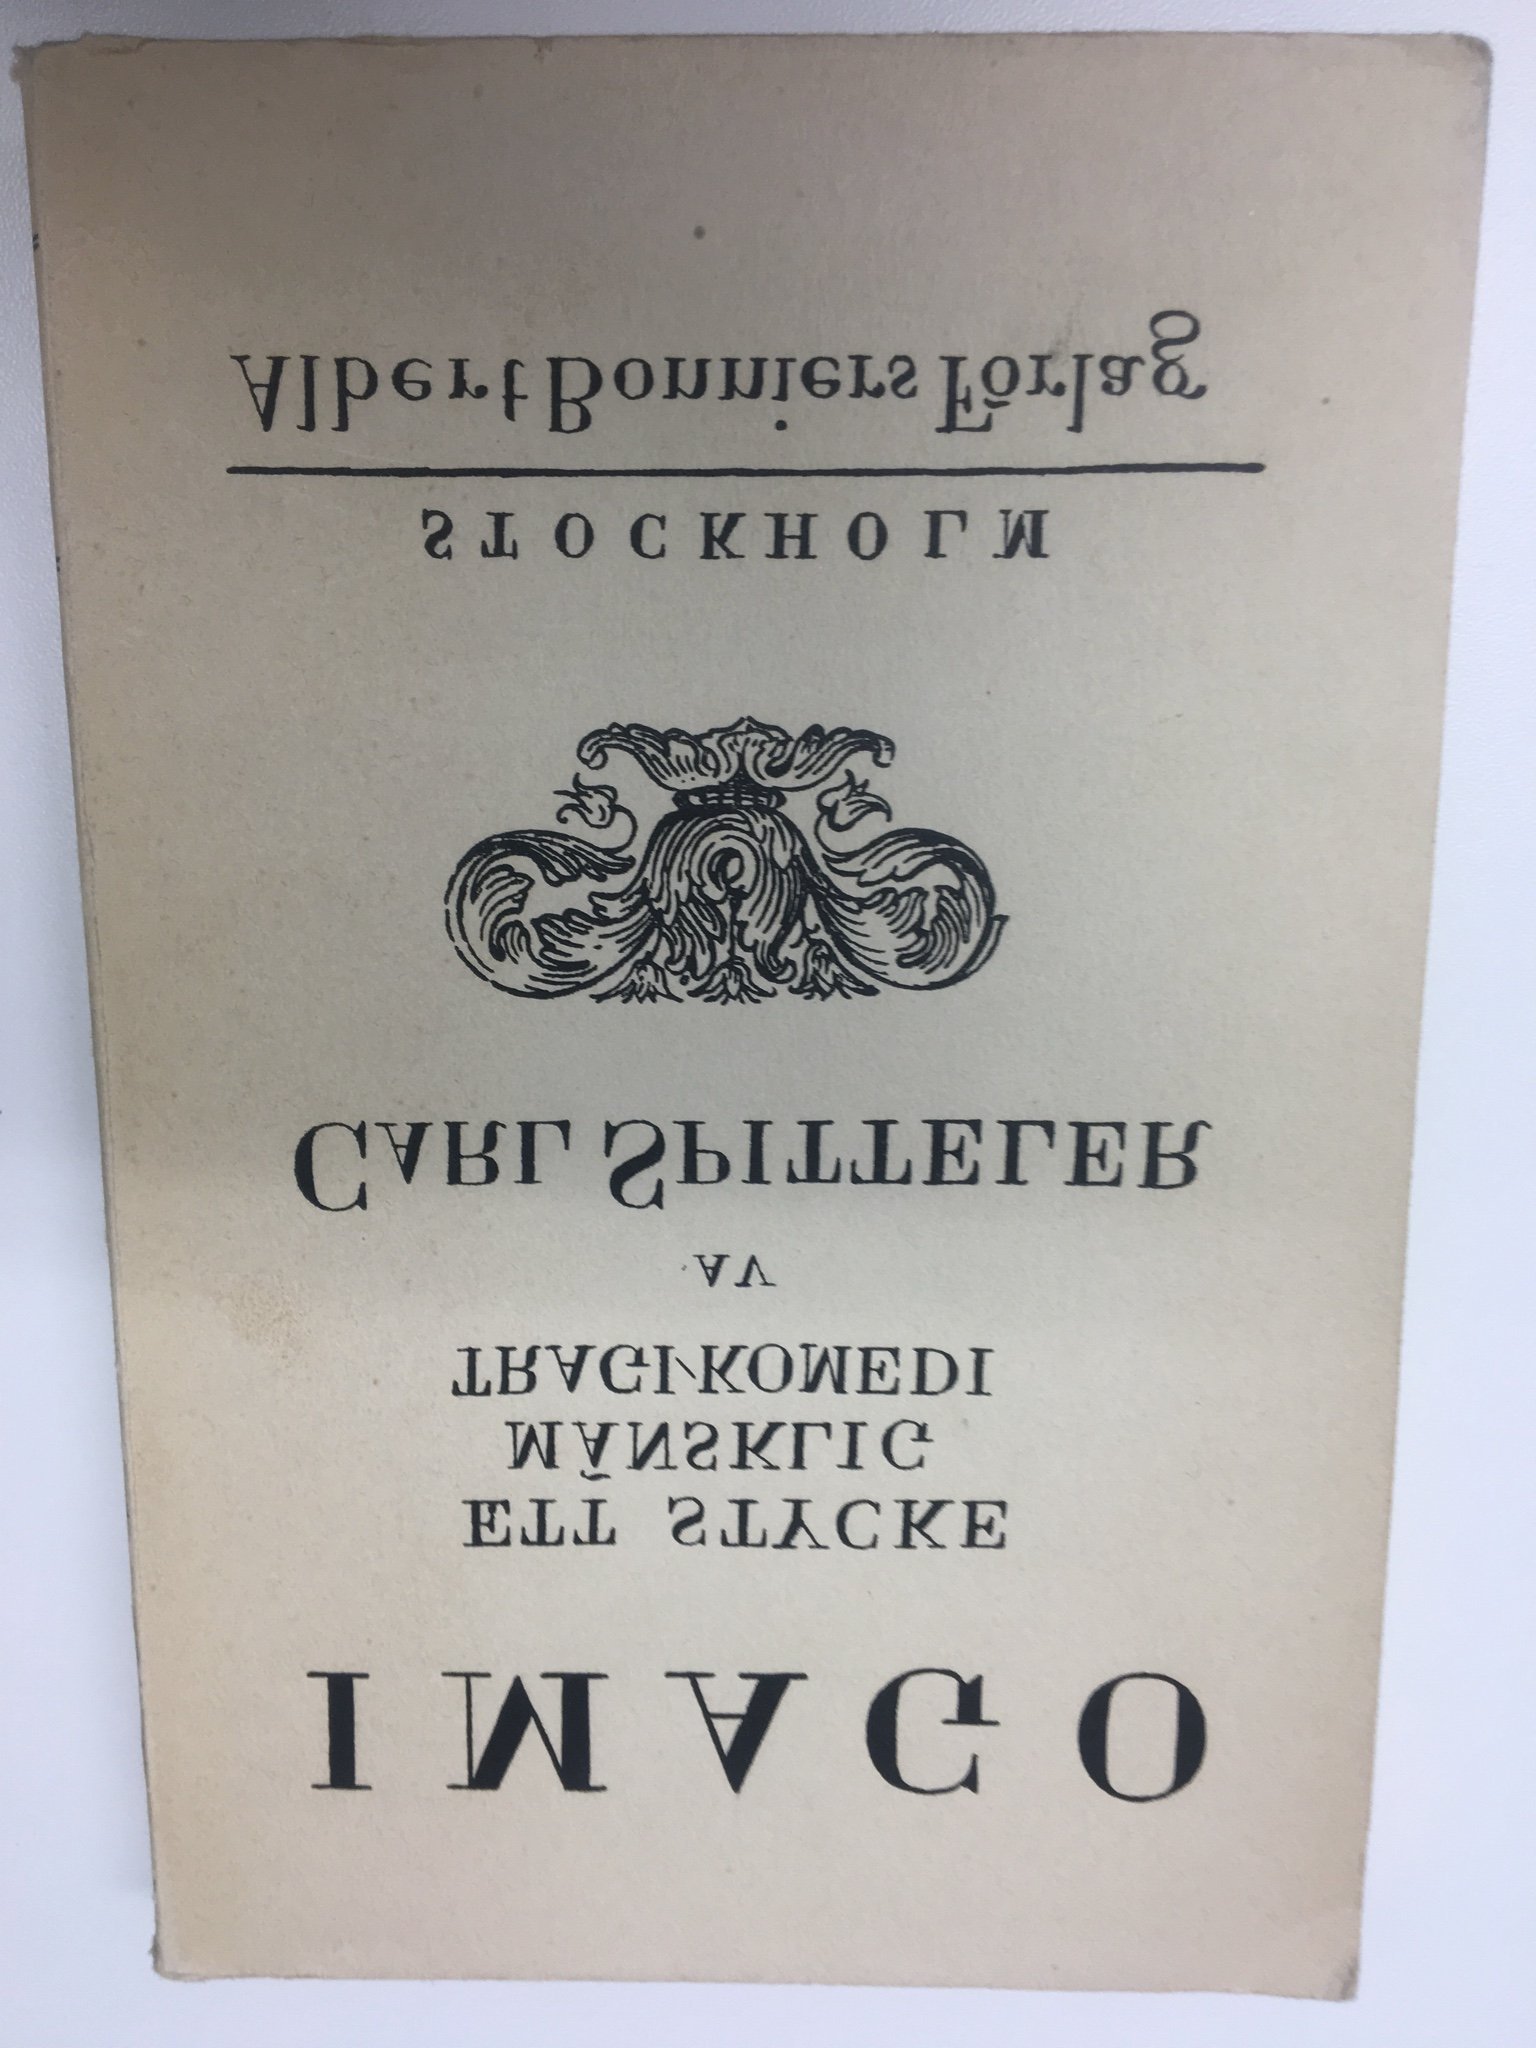 IMAGO
ETT STYCKE
MÄNSKLIG
TRAGI-KOMEDI
AV
CARL SPITTELER
STOCKHOLM
Albert Bonniers Förlag